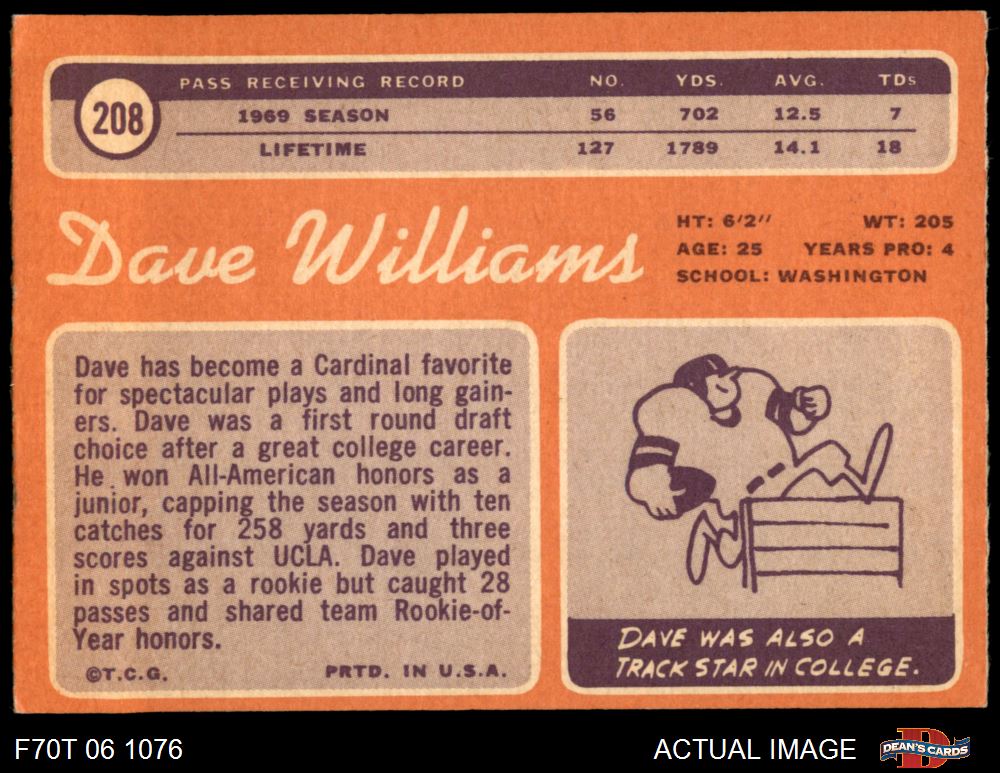 208
PASS RECEIVING RECORD NO. YDS. AVG. TDs
1969 SEASON 56 702 12.5 7
LIFETIME 127 1789 14.1 18
Dave Williams
HT: 6'2'' WT: 205
AGE: 25 YEARS PRO: 4
SCHOOL: WASHINGTON
Dave has become a Cardinal favorite
for spectacular plays and long gain-
ers. Dave was a first round draft
choice after a great college career.
He won All-American honors as a
junior, capping the season with ten
catches for 258 yards and three
scores against UCLA. Dave played
in spots as a rookie but caught 28
passes and shared team Rookie-of-
Year honors.
©T.C.G. PRTD. IN U.S.A.
DAVE WAS ALSO A
TRACK STAR IN COLLEGE.
F70T 06 1076 ACTUAL IMAGE D DEAN'S CARDS